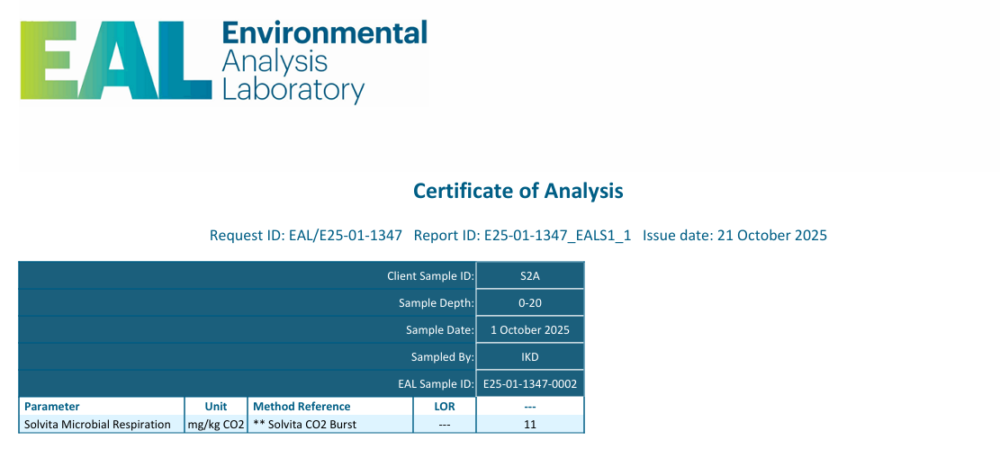 EAL Environmental
Analysis
Laboratory
Certificate of Analysis
Request ID: EAL/E25-01-1347 Report ID: E25-01-1347_EALS1_1 Issue date: 21 October 2025
Client Sample ID: S2A
Sample Depth: 0-20
Sample Date: 1 October 2025
Sampled By: IKD
EAL Sample ID: E25-01-1347-0002
Parameter Unit Method Reference LOR ---
Solvita Microbial Respiration mg/kg CO2 ** Solvita CO2 Burst --- 11